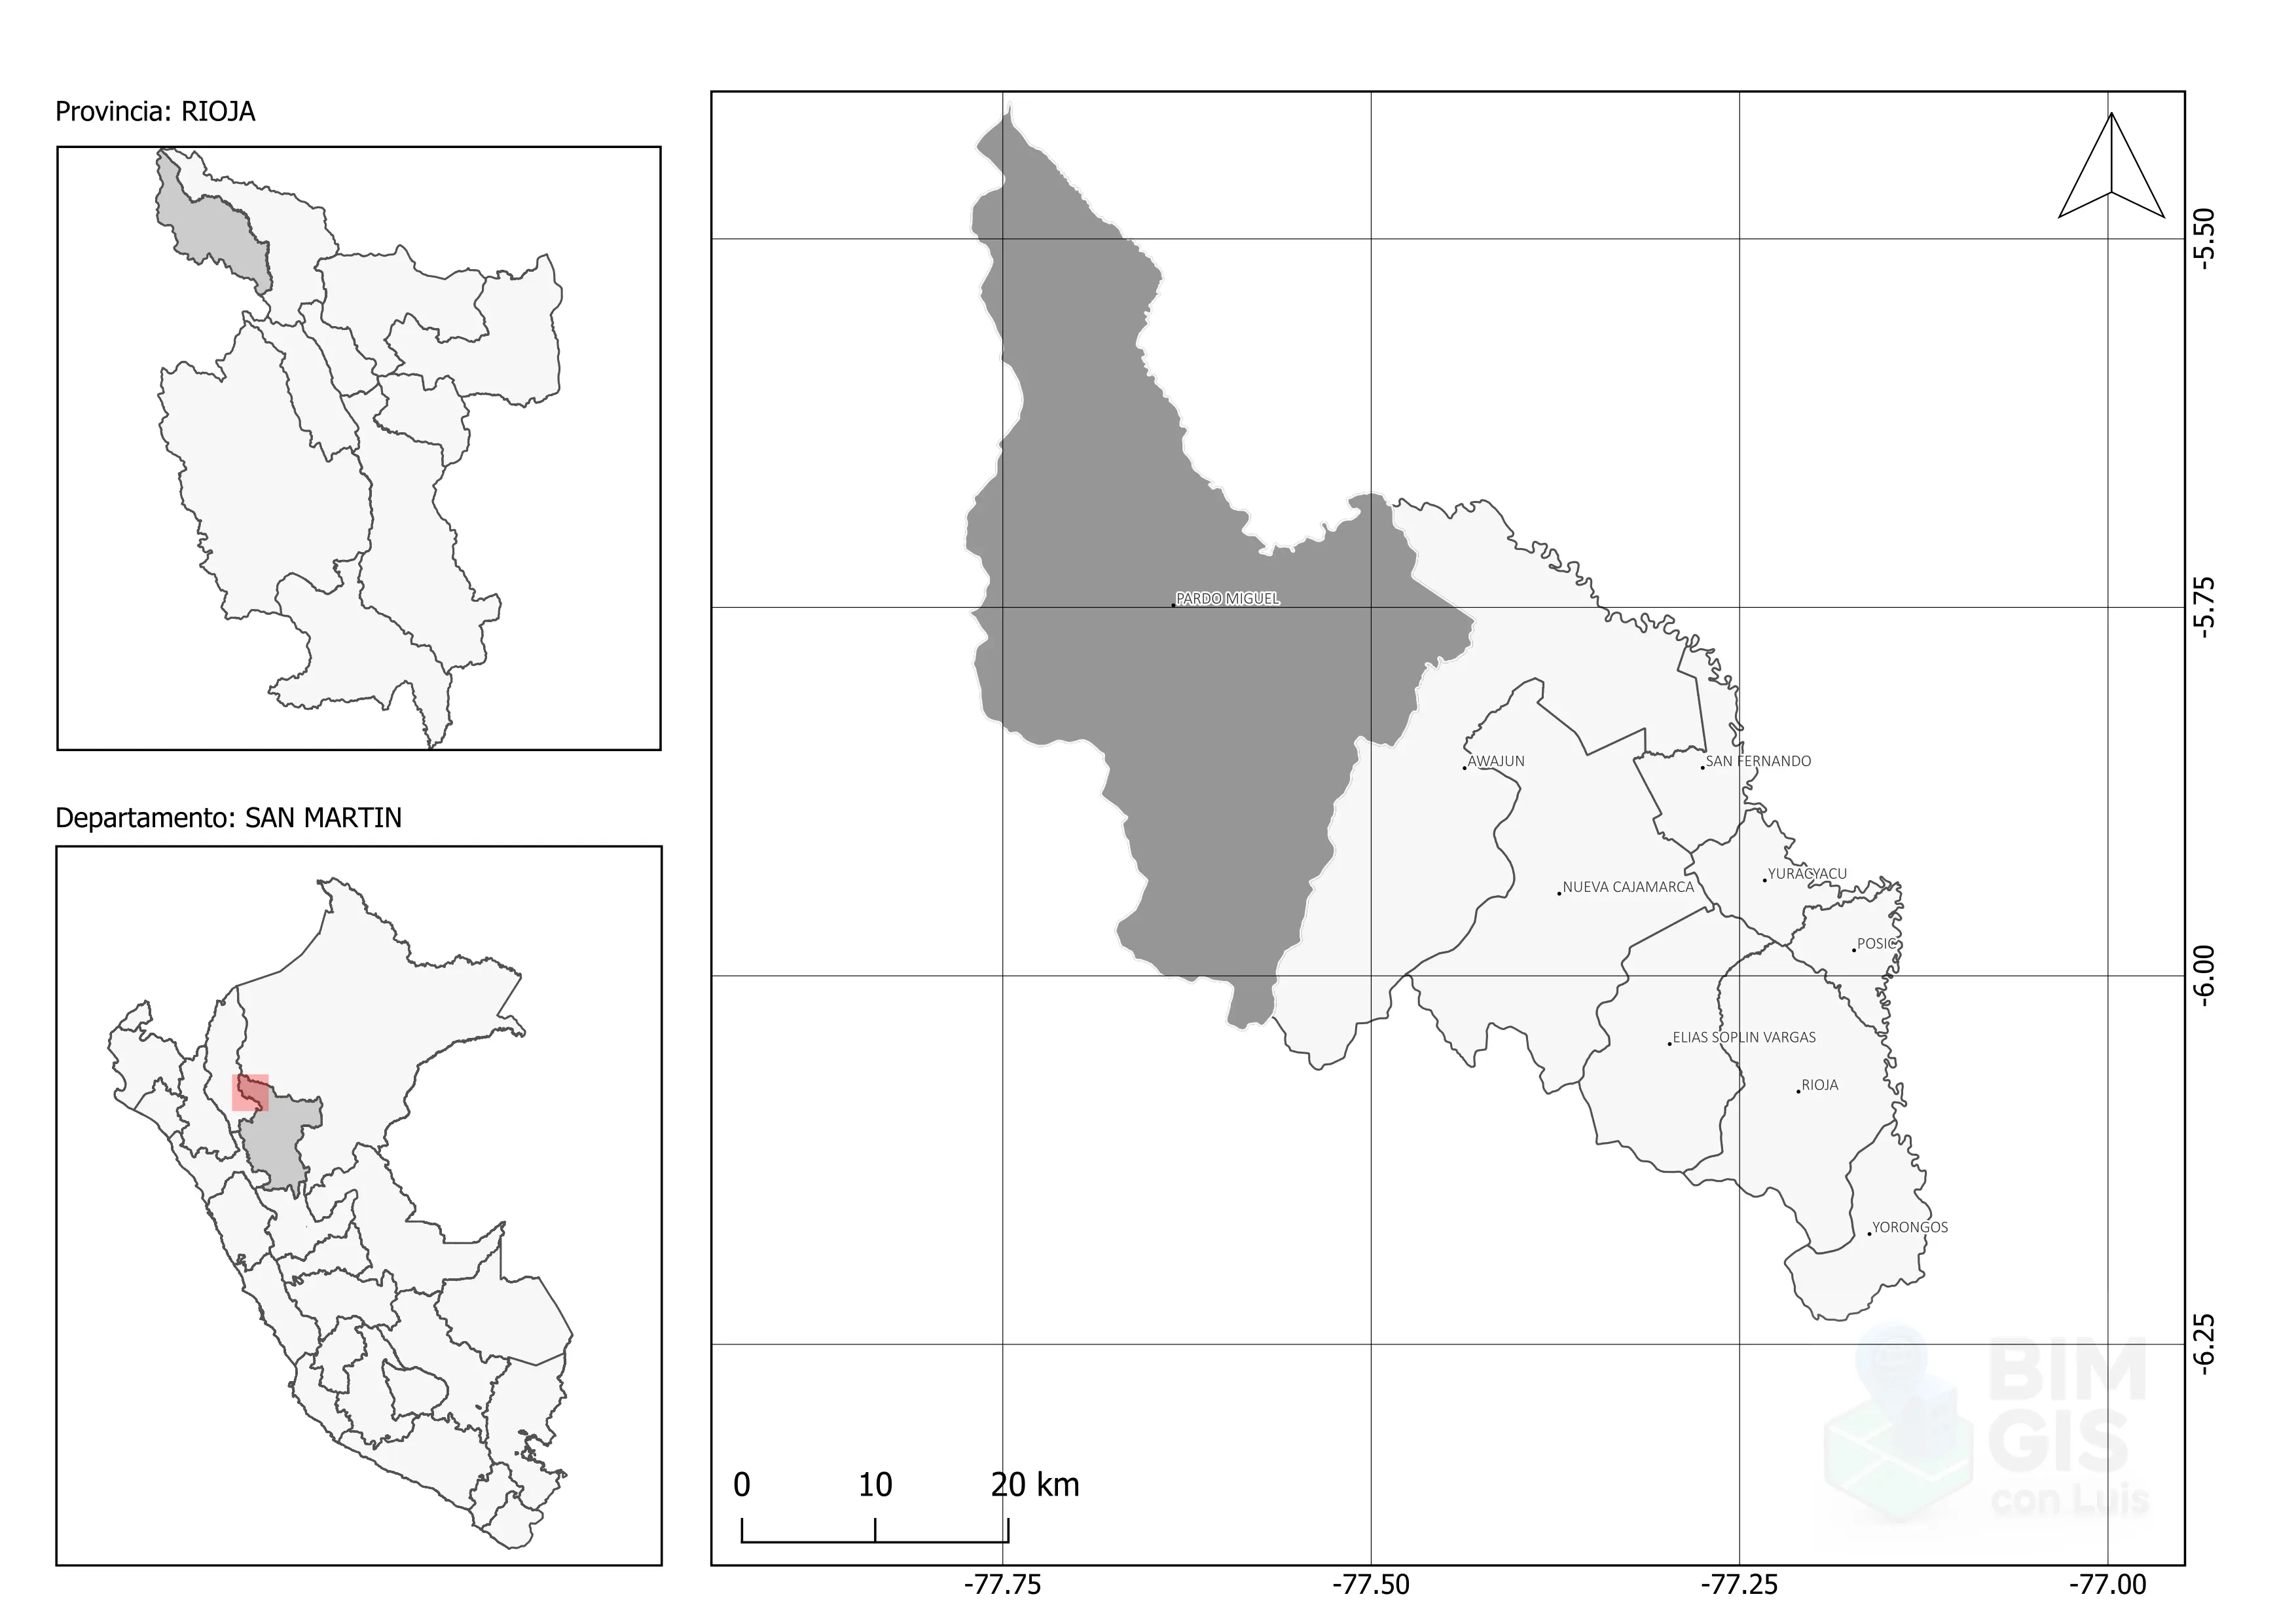 Provincia: RIOJA
Departamento: SAN MARTIN
PARDO MIGUEL
AWAJUN
SAN FERNANDO
YURACYACU
NUEVA CAJAMARCA
POSIC
ELIAS SOPLIN VARGAS
RIOJA
YORONGOS
-5.50
-5.75
-6.00
-6.25
BIM
GIS
con Luis
0 10 20 km
-77.75 -77.50 -77.25 -77.00